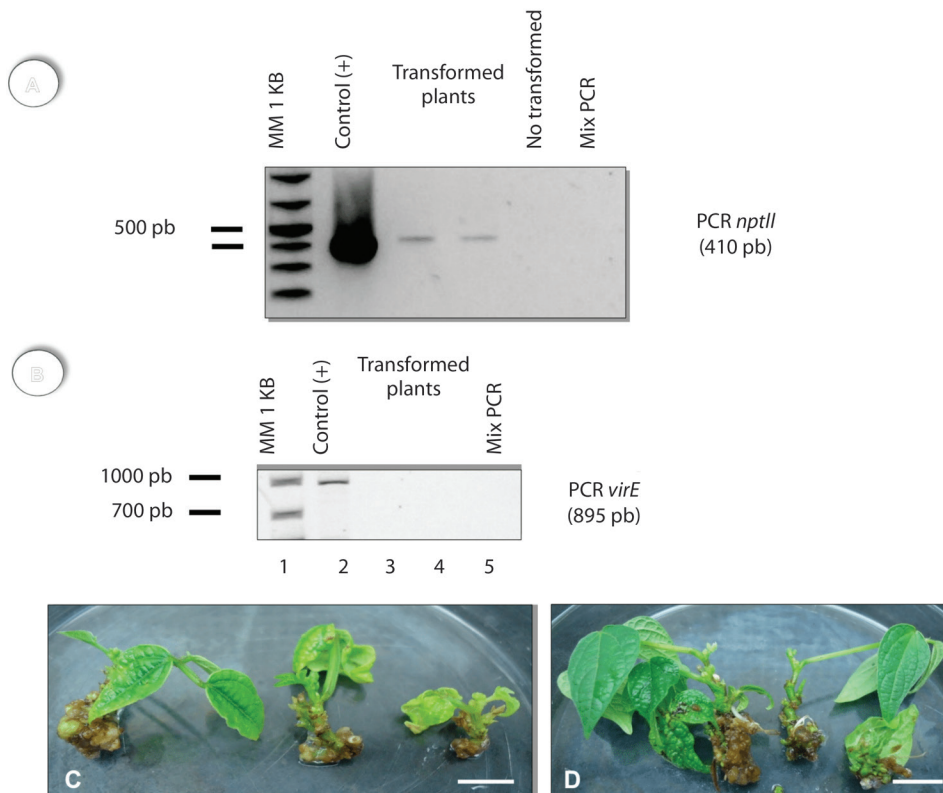 A
MM 1 KB
Control (+)
Transformed
plants
No transformed
Mix PCR
500 pb
PCR nptII
(410 pb)
B
MM 1 KB
Control (+)
Transformed
plants
Mix PCR
1000 pb
700 pb
PCR virE
(895 pb)
1 2 3 4 5
C
D